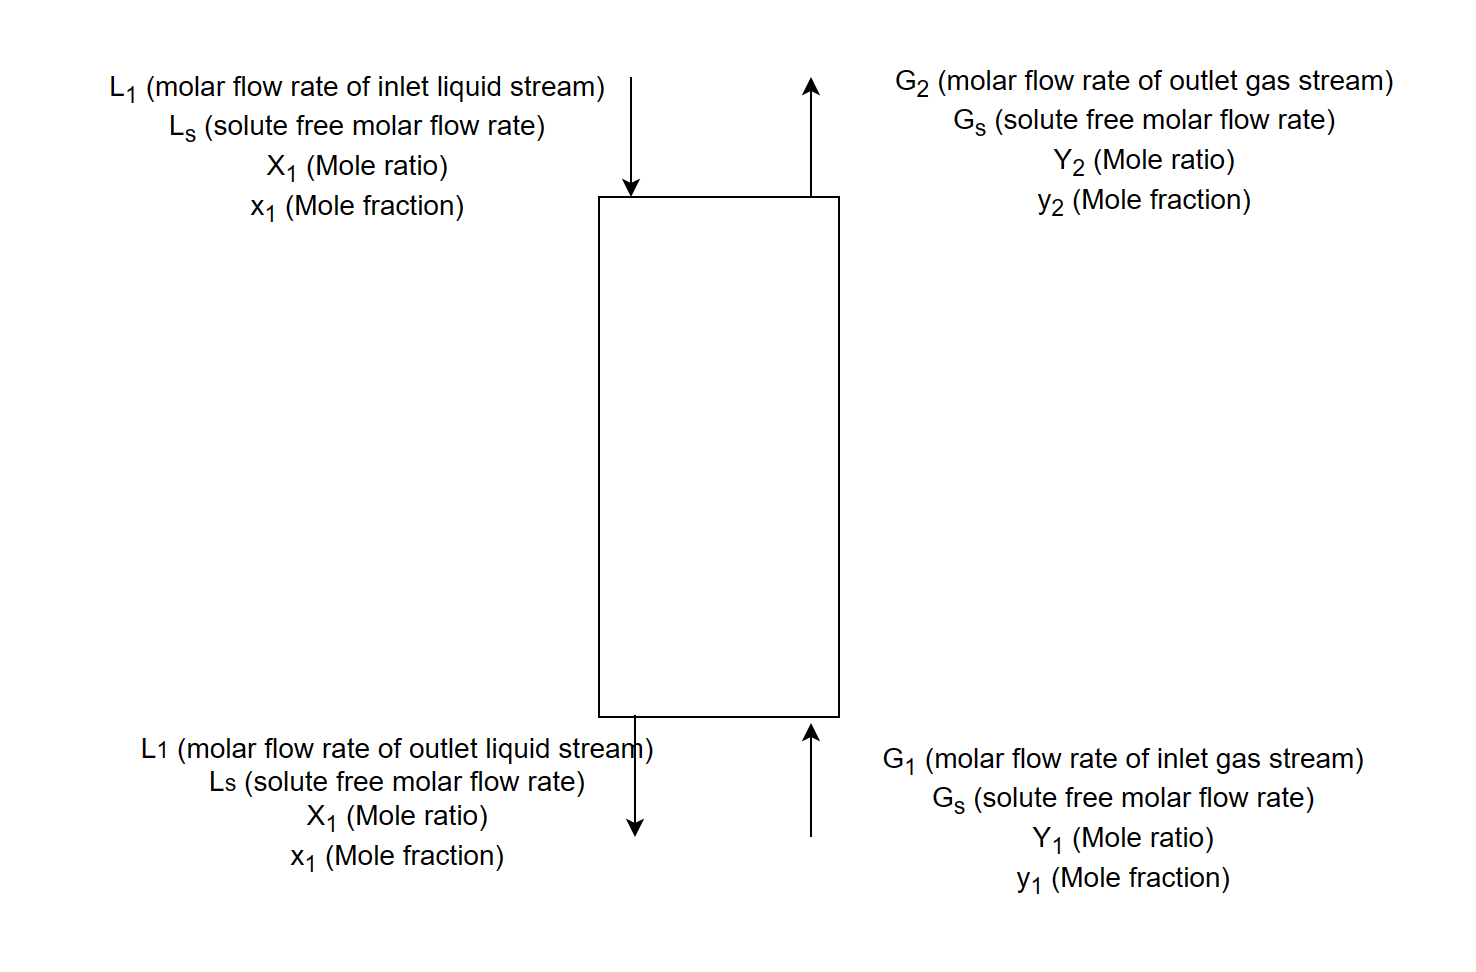 L₁ (molar flow rate of inlet liquid stream)
Lₛ (solute free molar flow rate)
X₁ (Mole ratio)
x₁ (Mole fraction)
G₂ (molar flow rate of outlet gas stream)
Gₛ (solute free molar flow rate)
Y₂ (Mole ratio)
y₂ (Mole fraction)
L1 (molar flow rate of outlet liquid stream)
Ls (solute free molar flow rate)
X₁ (Mole ratio)
x₁ (Mole fraction)
G₁ (molar flow rate of inlet gas stream)
Gₛ (solute free molar flow rate)
Y₁ (Mole ratio)
y₁ (Mole fraction)